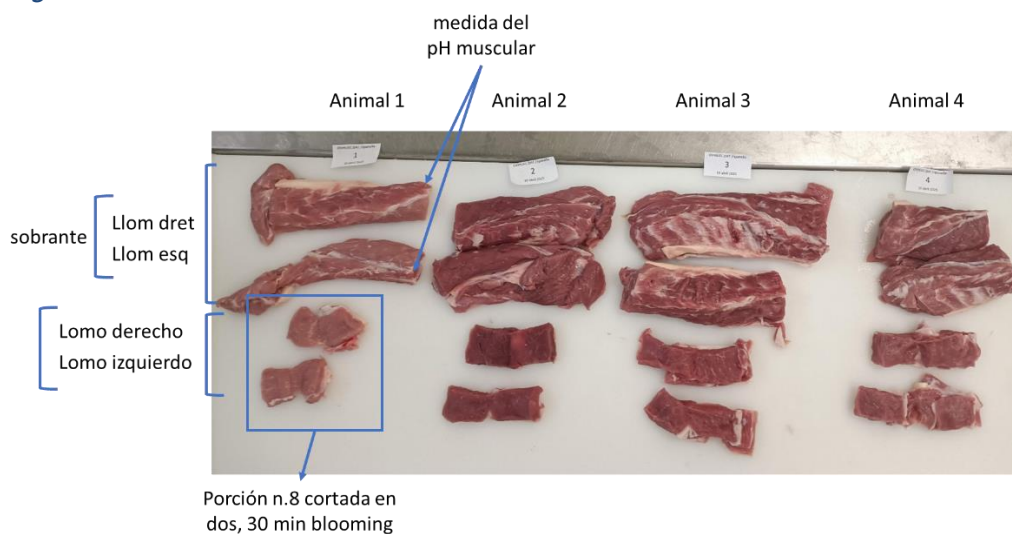 medida del
pH muscular
Animal 1
Animal 2
Animal 3
Animal 4
1
2
3
4
sobrante
Llom dret
Llom esq
Lomo derecho
Lomo izquierdo
Porción n.8 cortada en
dos, 30 min blooming